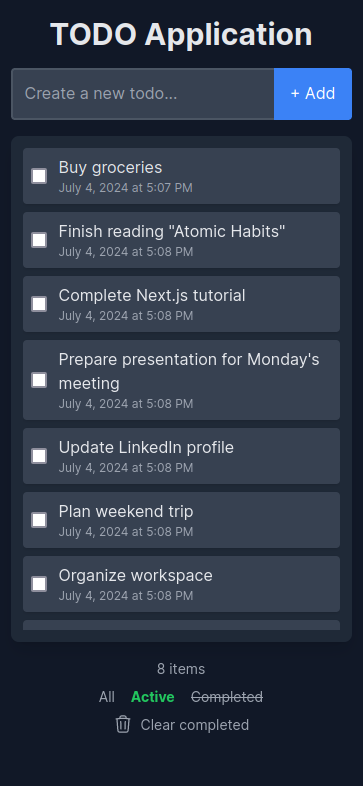 TODO Application
Create a new todo...
+ Add
Buy groceries
July 4, 2024 at 5:07 PM
Finish reading "Atomic Habits"
July 4, 2024 at 5:08 PM
Complete Next.js tutorial
July 4, 2024 at 5:08 PM
Prepare presentation for Monday's
meeting
July 4, 2024 at 5:08 PM
Update LinkedIn profile
July 4, 2024 at 5:08 PM
Plan weekend trip
July 4, 2024 at 5:08 PM
Organize workspace
July 4, 2024 at 5:08 PM
8 items
All Active Completed
Clear completed